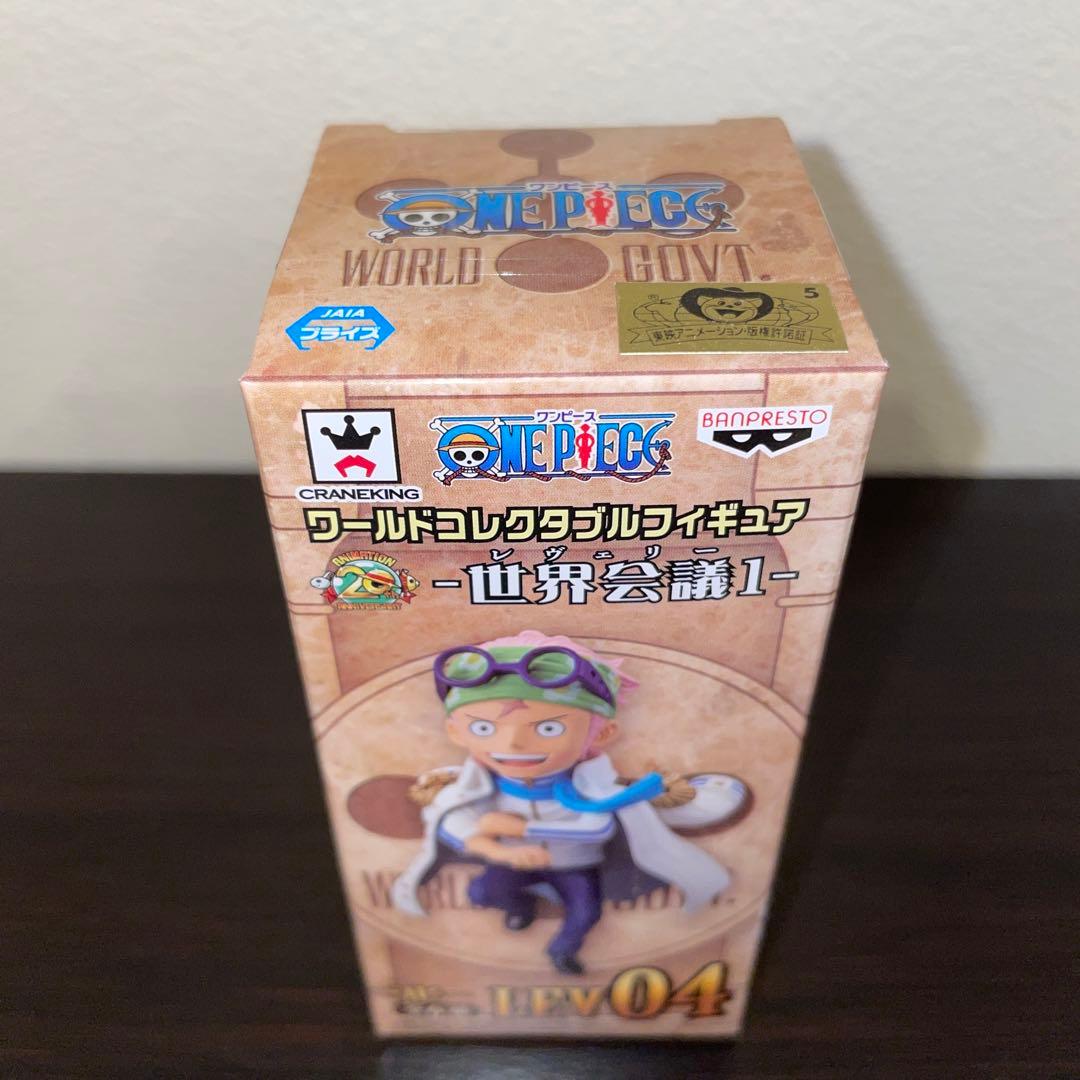 ワンピース
ONE PIECE
WORLD GOVT.
JAIA
プライズ
5
東映アニメーション・版権許諾証
CRANEKING
ワンピース
ONE PIECE
BANPRESTO
ワールドコレクタブルフィギュア
ANIMATION
20th
ANNIVERSARY
レヴェリー
-世界会議1-
WORLD GOVT.
LEV04